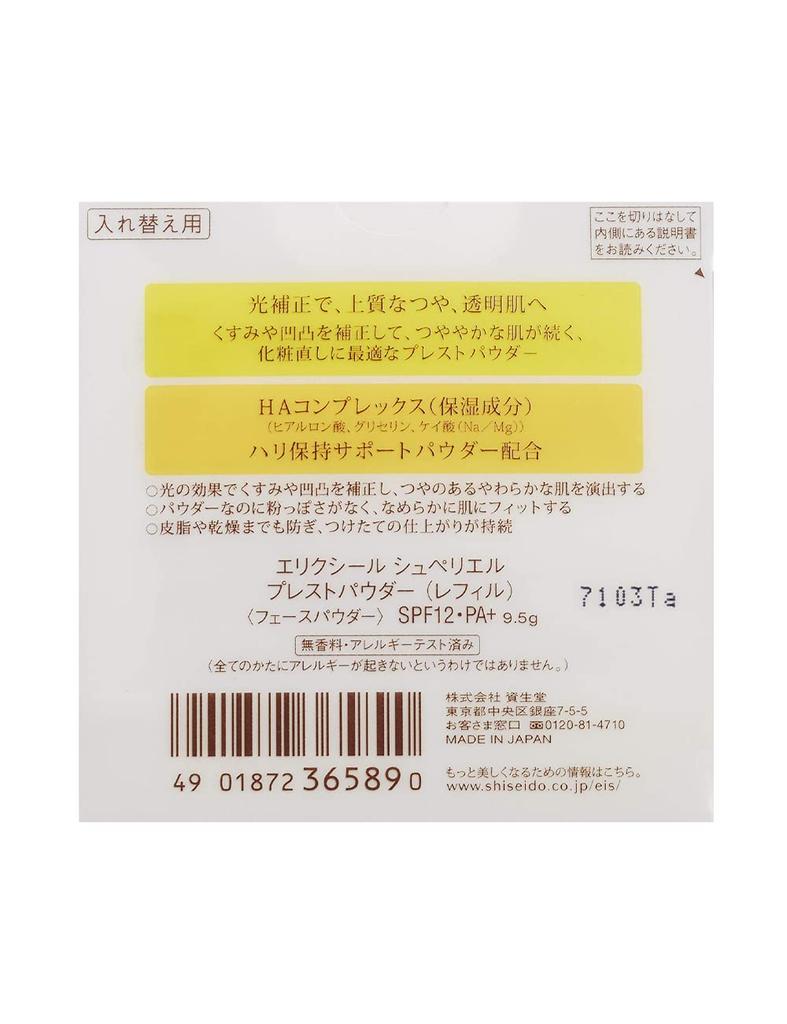 入れ替え用
ここを切りはなして
内側にある説明書
をお読みください。
光補正で、上質なつや、透明肌へ
くすみや凹凸を補正して、つややかな肌が続く、
化粧直しに最適なプレストパウダー
HAコンプレックス(保湿成分)
(ヒアルロン酸、グリセリン、ケイ酸(Na/Mg))
ハリ保持サポートパウダー配合
○光の効果でくすみや凹凸を補正し、つやのあるやわらかな肌を演出する
○パウダーなのに粉っぽさがなく、なめらかに肌にフィットする
○皮脂や乾燥までも防ぎ、つけたての仕上がりが持続
エリクシール シュペリエル
プレストパウダー(レフィル)
〈フェースパウダー〉 SPF12・PA+ 9.5g
7103Ta
無香料・アレルギーテスト済み
(全てのかたにアレルギーが起きないというわけではありません。)
株式会社 資生堂
東京都中央区銀座7-5-5
お客さま窓口 0120-81-4710
MADE IN JAPAN
49 01872 36589 0
もっと美しくなるための情報はこちら。
www.shiseido.co.jp/eis/